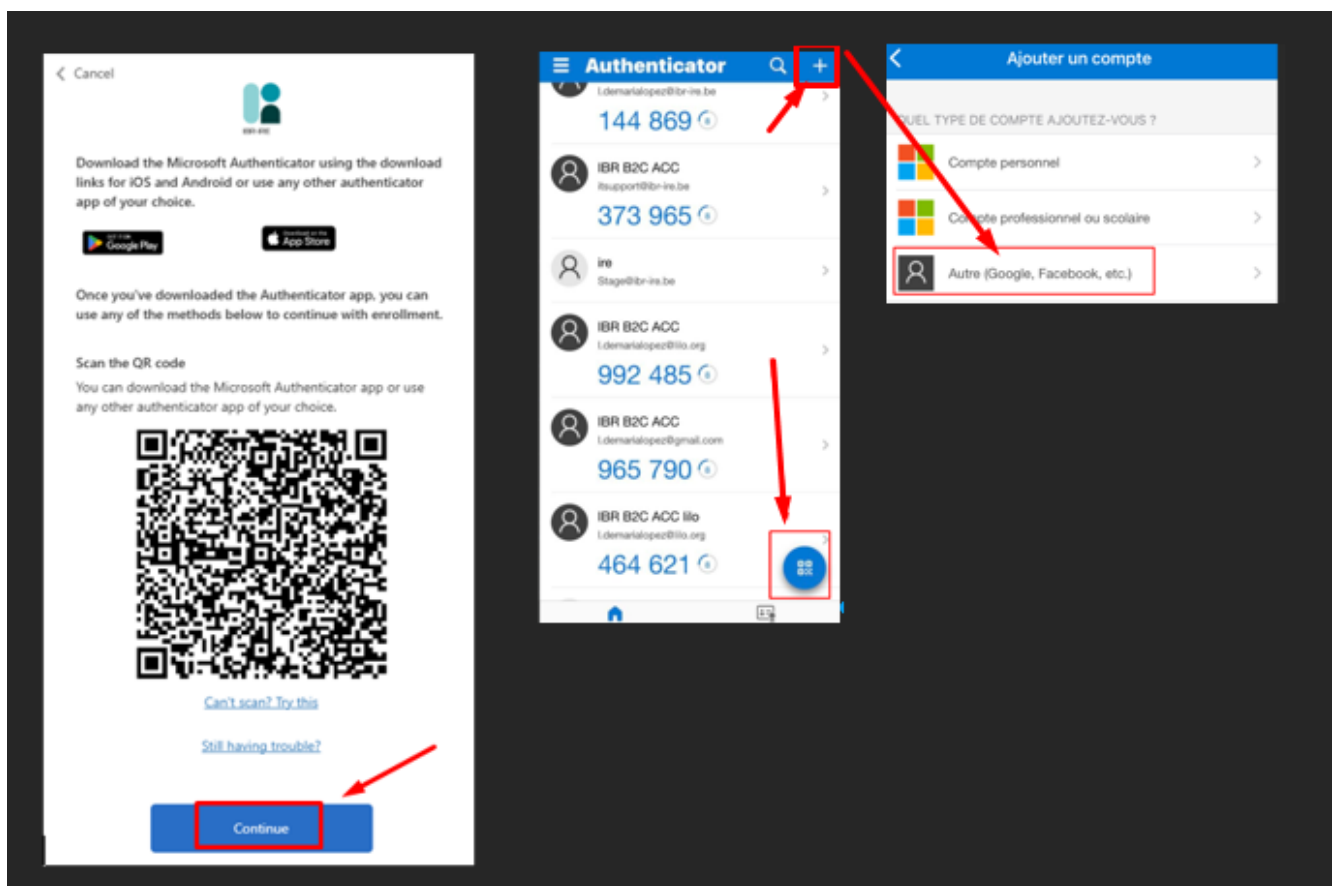 Cancel
IBR-IRE
Download the Microsoft Authenticator using the download
links for iOS and Android or use any other authenticator
app of your choice.
GET IT ON
Google Play
Download on the
App Store
Once you've downloaded the Authenticator app, you can
use any of the methods below to continue with enrollment.
Scan the QR code
You can download the Microsoft Authenticator app or use
any other authenticator app of your choice.
Can't scan? Try this
Still having trouble?
Continue
Authenticator
l.demarialopez@ibr-ire.be
144 869
IBR B2C ACC
itsupport@ibr-ire.be
373 965
ire
Stage@ibr-ire.be
IBR B2C ACC
l.demarialopez@lilo.org
992 485
IBR B2C ACC
l.demarialopez@gmail.com
965 790
IBR B2C ACC lilo
l.demarialopez@lilo.org
464 621
Ajouter un compte
QUEL TYPE DE COMPTE AJOUTEZ-VOUS ?
Compte personnel
Compte professionnel ou scolaire
Autre (Google, Facebook, etc.)